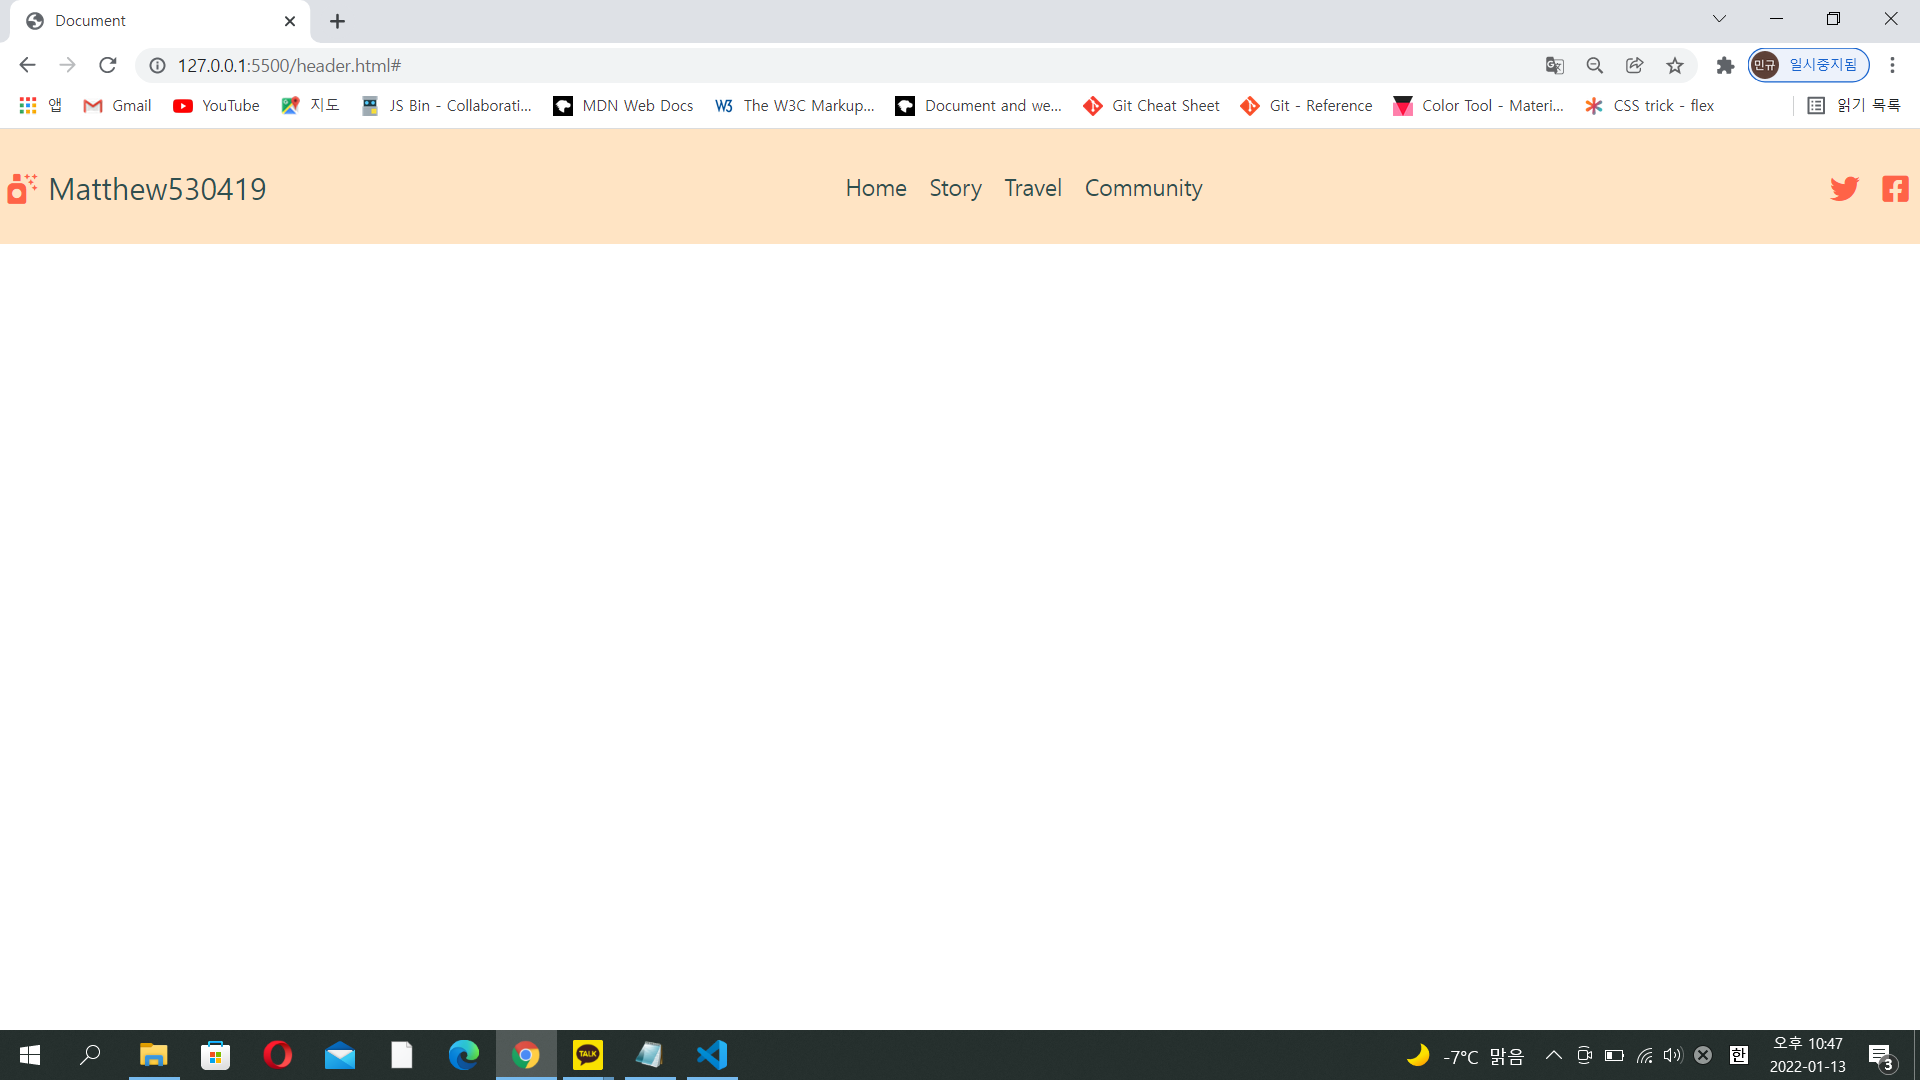 Document
127.0.0.1:5500/header.html#
민규 일시중지됨
앱 Gmail YouTube 지도 JS Bin - Collaborati... MDN Web Docs W3 The W3C Markup... Document and we... Git Cheat Sheet Git - Reference Color Tool - Materi... CSS trick - flex 읽기 목록
Matthew530419 Home Story Travel Community
TALK
-7°C 맑음 한 오후 10:47
2022-01-13 3